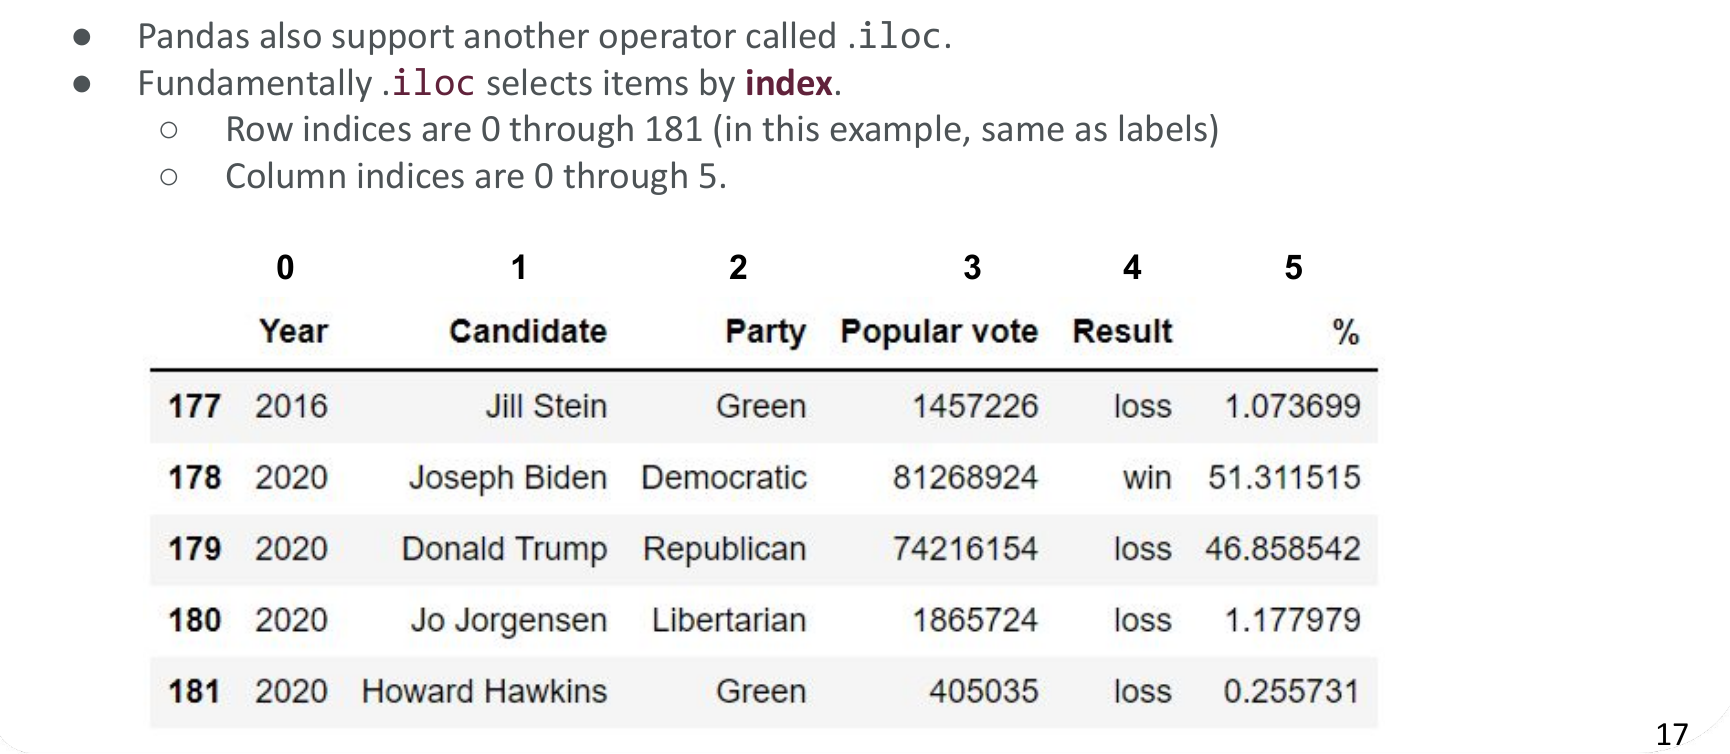 ● Pandas also support another operator called .iloc.
● Fundamentally .iloc selects items by index.
○ Row indices are 0 through 181 (in this example, same as labels)
○ Column indices are 0 through 5.
0 1 2 3 4 5
Year Candidate Party Popular vote Result %
177 2016 Jill Stein Green 1457226 loss 1.073699
178 2020 Joseph Biden Democratic 81268924 win 51.311515
179 2020 Donald Trump Republican 74216154 loss 46.858542
180 2020 Jo Jorgensen Libertarian 1865724 loss 1.177979
181 2020 Howard Hawkins Green 405035 loss 0.255731
17